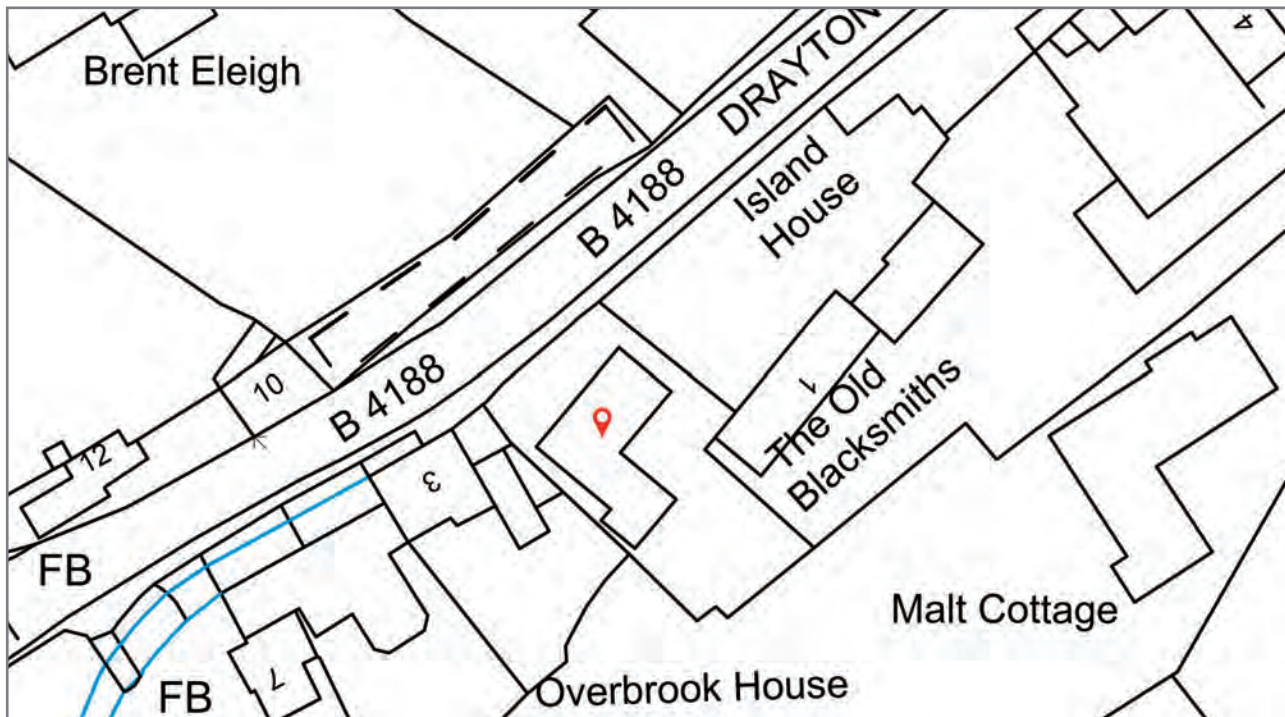 Brent Eleigh
DRAYTON
4
B 4188
Island
House
B 4188
10
12
3
1
The Old
Blacksmiths
FB
FB
7
Malt Cottage
Overbrook House